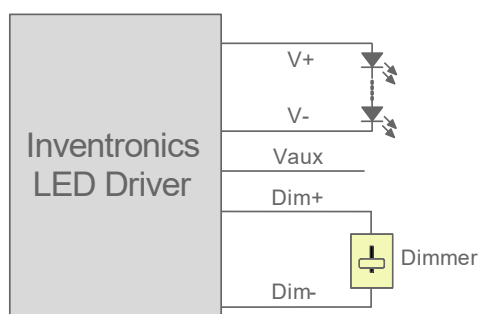 V+
V-
Inventronics
LED Driver
Vaux
Dim+
Dimmer
Dim-